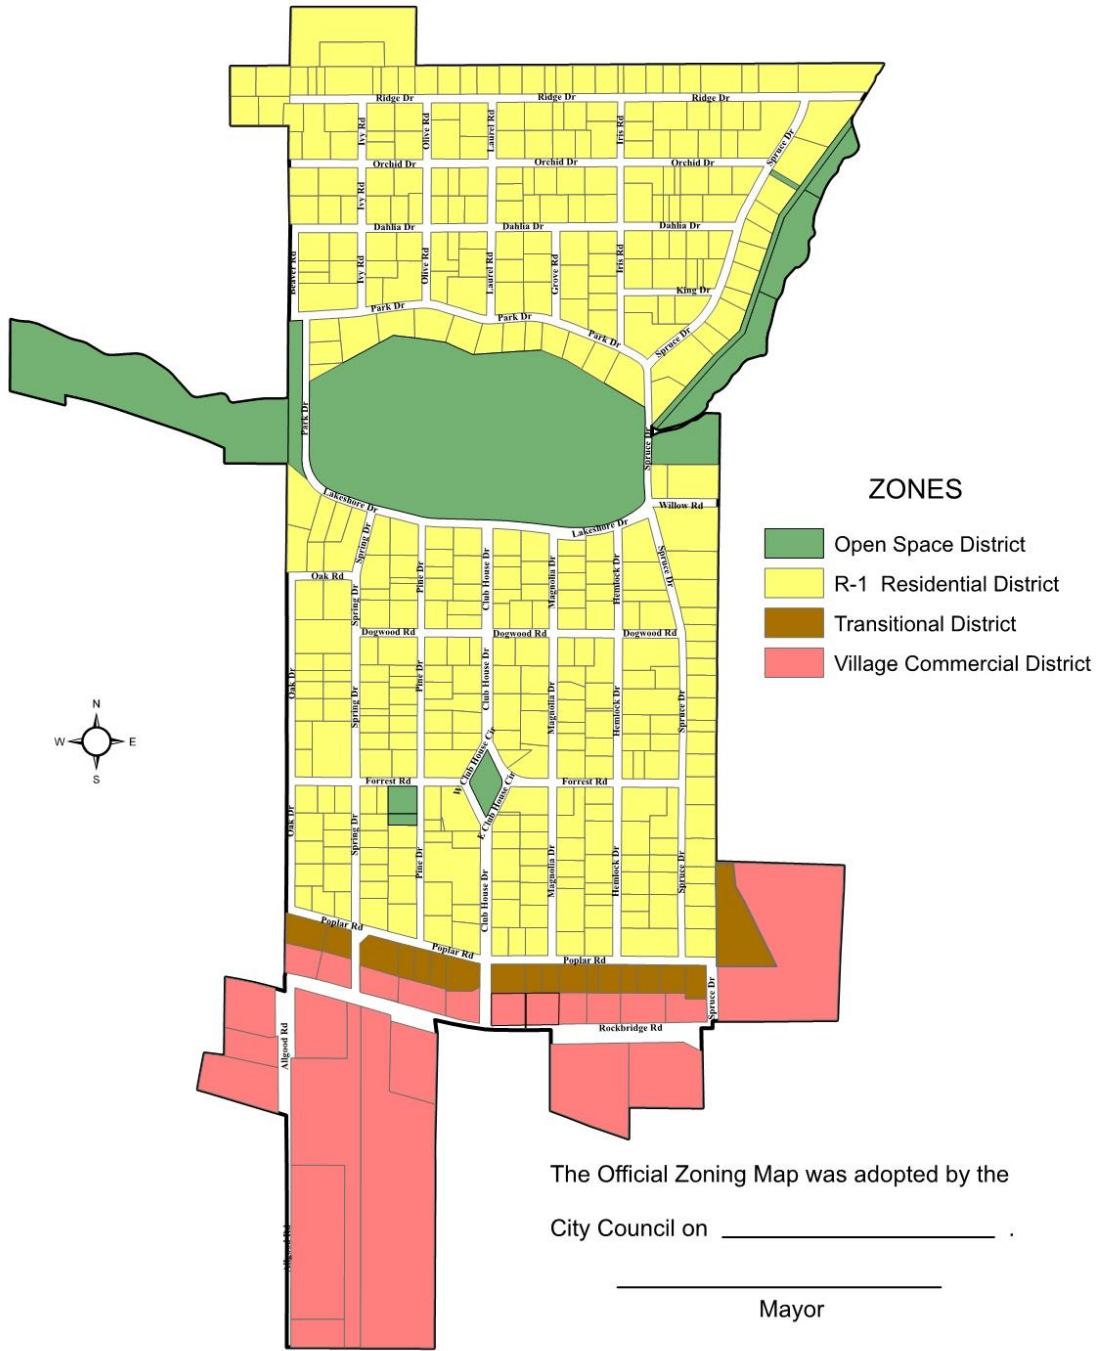 Ridge Dr
Ridge Dr
Ridge Dr
Ivy Rd
Olive Rd
Laurel Rd
Iris Rd
Spruce Dr
Orchid Dr
Orchid Dr
Orchid Dr
Ivy Rd
Dahlia Dr
Dahlia Dr
Dahlia Dr
Beaver Rd
Ivy Rd
Olive Rd
Laurel Rd
Grove Rd
Iris Rd
King Dr
Park Dr
Park Dr
Park Dr
Spruce Dr
Park Dr
Spruce Dr
Lakeshore Dr
Lakeshore Dr
Willow Rd
Spring Dr
Pine Dr
Club House Dr
Magnolia Dr
Hemlock Dr
Spruce Dr
Oak Rd
Spring Dr
Dogwood Rd
Dogwood Rd
Dogwood Rd
Oak Dr
Spring Dr
Pine Dr
Club House Dr
Magnolia Dr
Hemlock Dr
Spruce Dr
W Club House Cir
E Club House Cir
Forrest Rd
Forrest Rd
Oak Dr
Spring Dr
Pine Dr
Club House Dr
Magnolia Dr
Hemlock Dr
Spruce Dr
Poplar Rd
Poplar Rd
Poplar Rd
Spruce Dr
Rockbridge Rd
Allgood Rd
Allgood Rd
N
W E
S
ZONES
Open Space District
R-1 Residential District
Transitional District
Village Commercial District
The Official Zoning Map was adopted by the
City Council on ______________________ .
Mayor